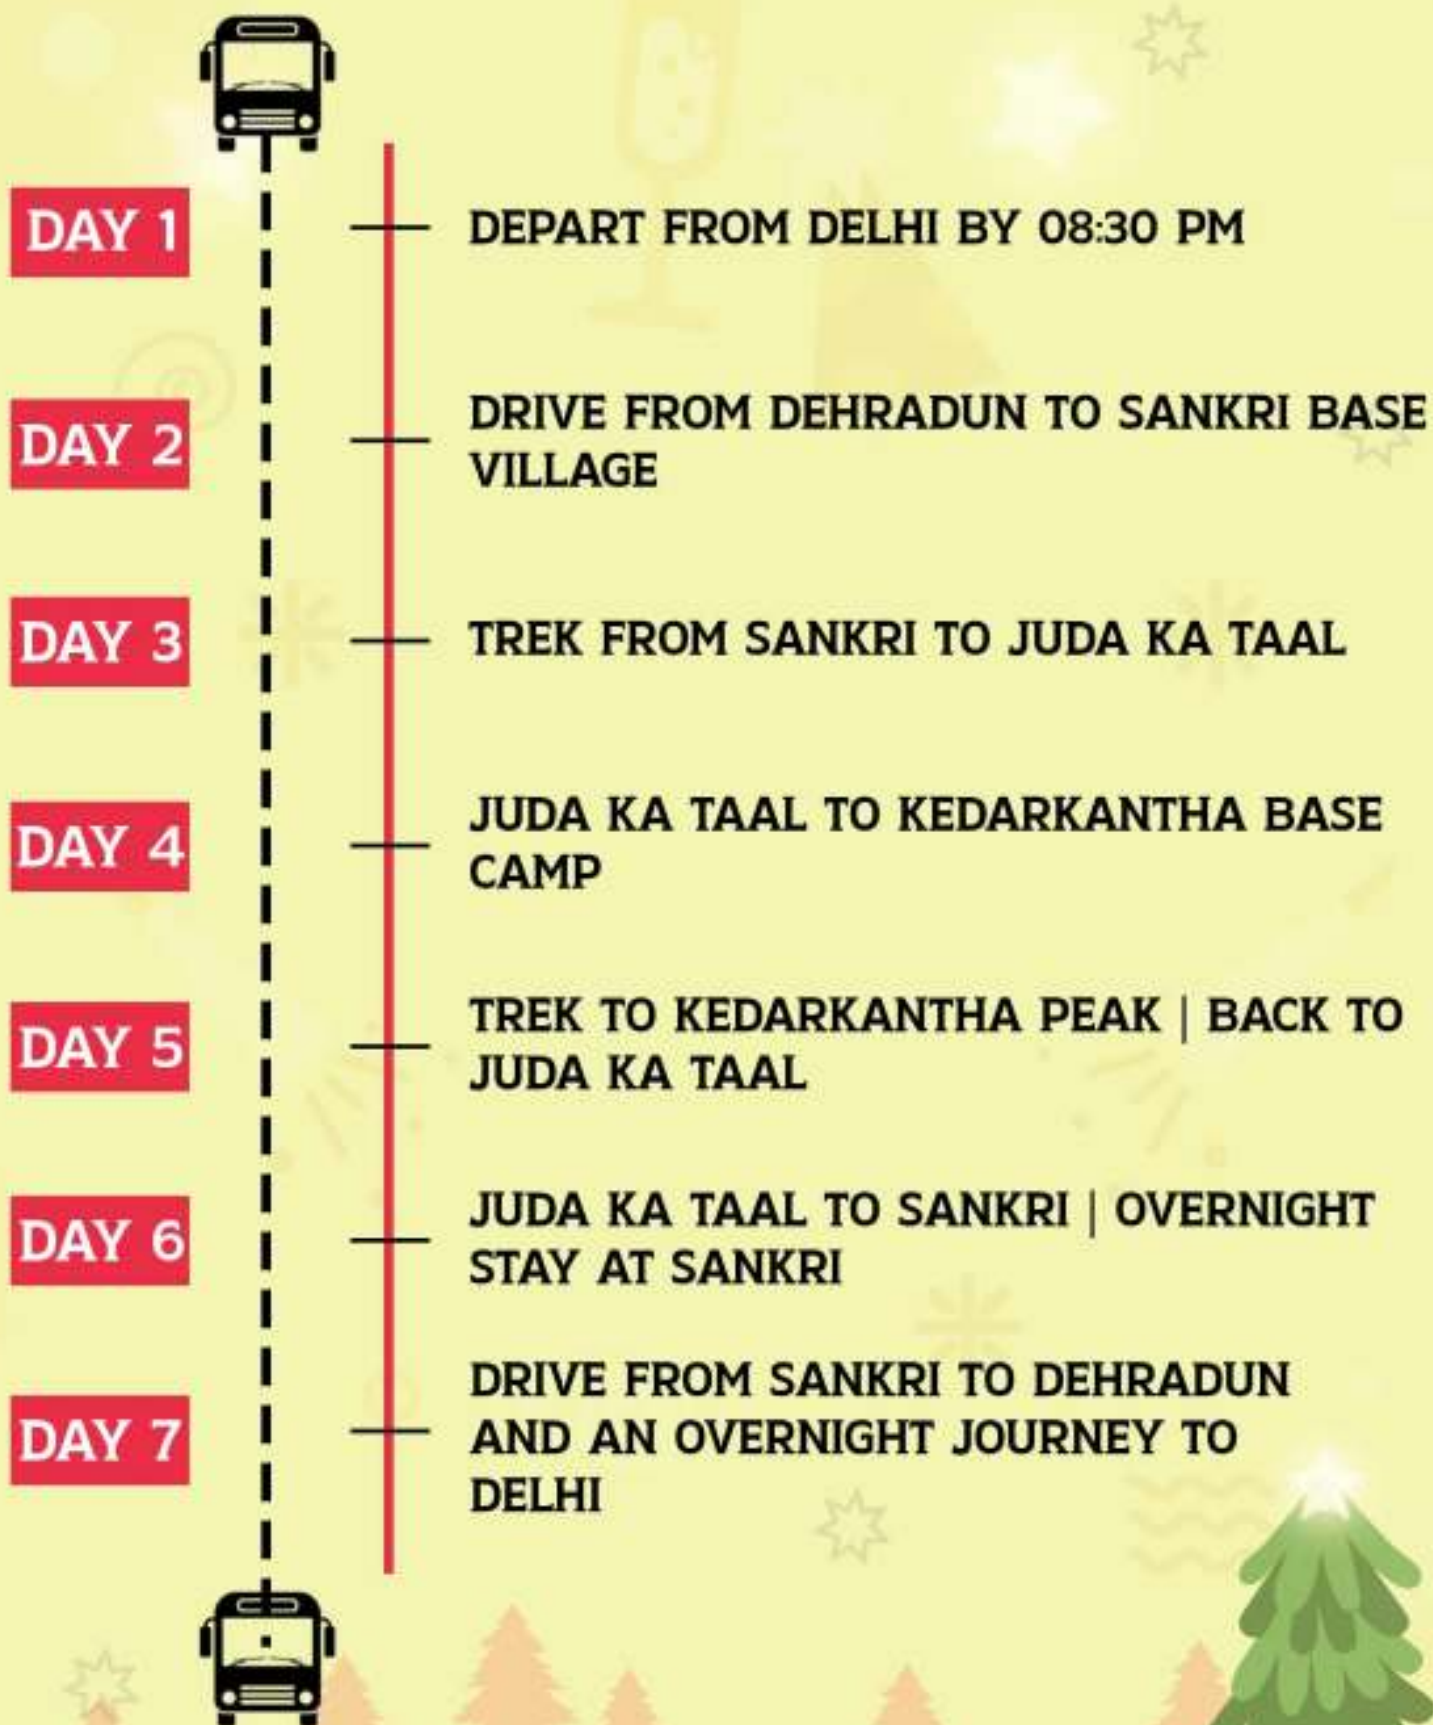 DAY 1
DEPART FROM DELHI BY 08:30 PM
DAY 2
DRIVE FROM DEHRADUN TO SANKRI BASE
VILLAGE
DAY 3
TREK FROM SANKRI TO JUDA KA TAAL
DAY 4
JUDA KA TAAL TO KEDARKANTHA BASE
CAMP
DAY 5
TREK TO KEDARKANTHA PEAK | BACK TO
JUDA KA TAAL
DAY 6
JUDA KA TAAL TO SANKRI | OVERNIGHT
STAY AT SANKRI
DAY 7
DRIVE FROM SANKRI TO DEHRADUN
AND AN OVERNIGHT JOURNEY TO
DELHI